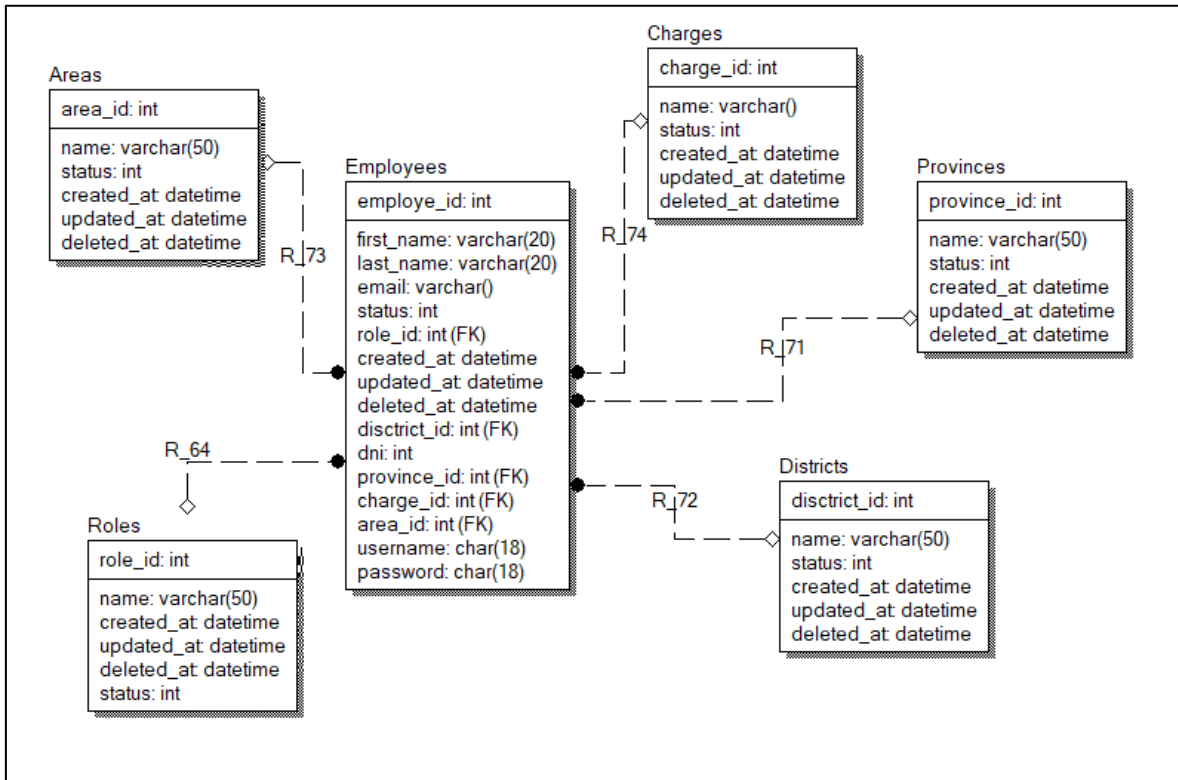 Areas
area_id: int
name: varchar(50)
status: int
created_at: datetime
updated_at: datetime
deleted_at: datetime
R_73
Employees
employe_id: int
first_name: varchar(20)
last_name: varchar(20)
email: varchar()
status: int
role_id: int (FK)
created_at: datetime
updated_at: datetime
deleted_at: datetime
disctrict_id: int (FK)
dni: int
province_id: int (FK)
charge_id: int (FK)
area_id: int (FK)
username: char(18)
password: char(18)
Charges
charge_id: int
name: varchar()
status: int
created_at: datetime
updated_at: datetime
deleted_at: datetime
R_74
Provinces
province_id: int
name: varchar(50)
status: int
created_at: datetime
updated_at: datetime
deleted_at: datetime
R_71
R_64
Roles
role_id: int
name: varchar(50)
created_at: datetime
updated_at: datetime
deleted_at: datetime
status: int
R_72
Districts
disctrict_id: int
name: varchar(50)
status: int
created_at: datetime
updated_at: datetime
deleted_at: datetime